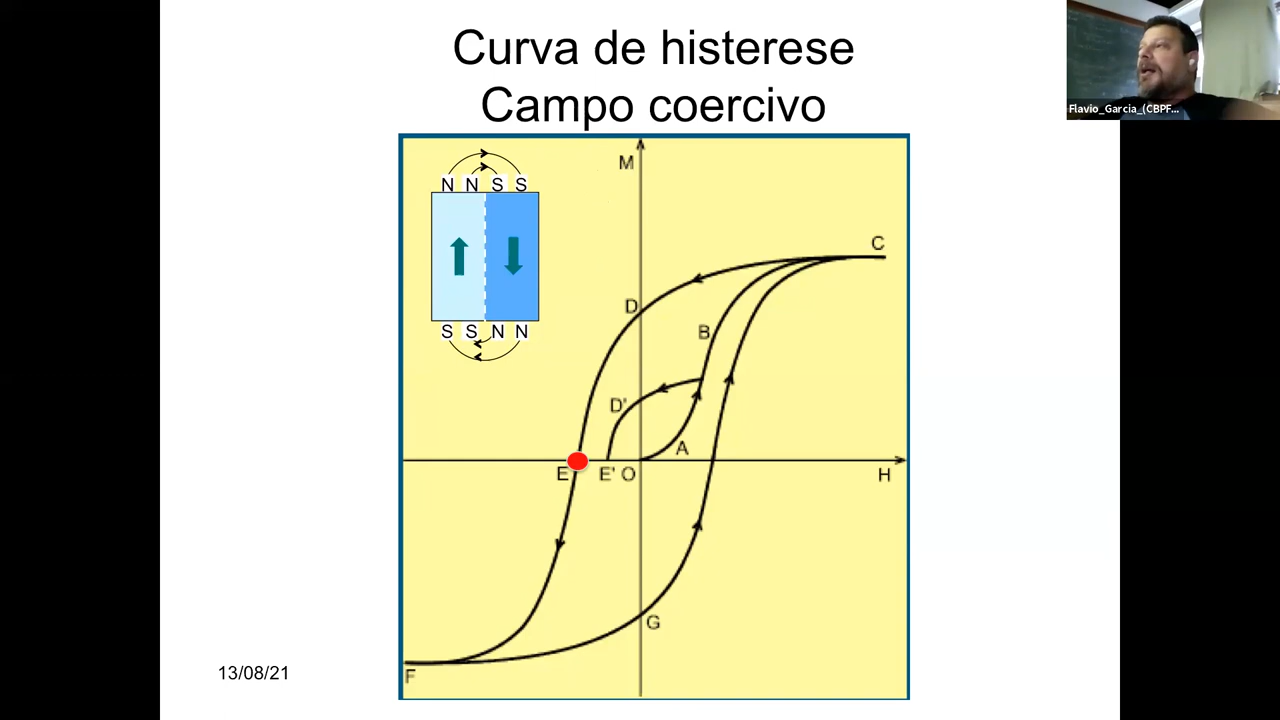 Curva de histerese
Campo coercivo
Flavio_Garcia_(CBPF...
M
N N S S
C
D
B
S S N N
D'
A
E E' O
H
G
13/08/21
F